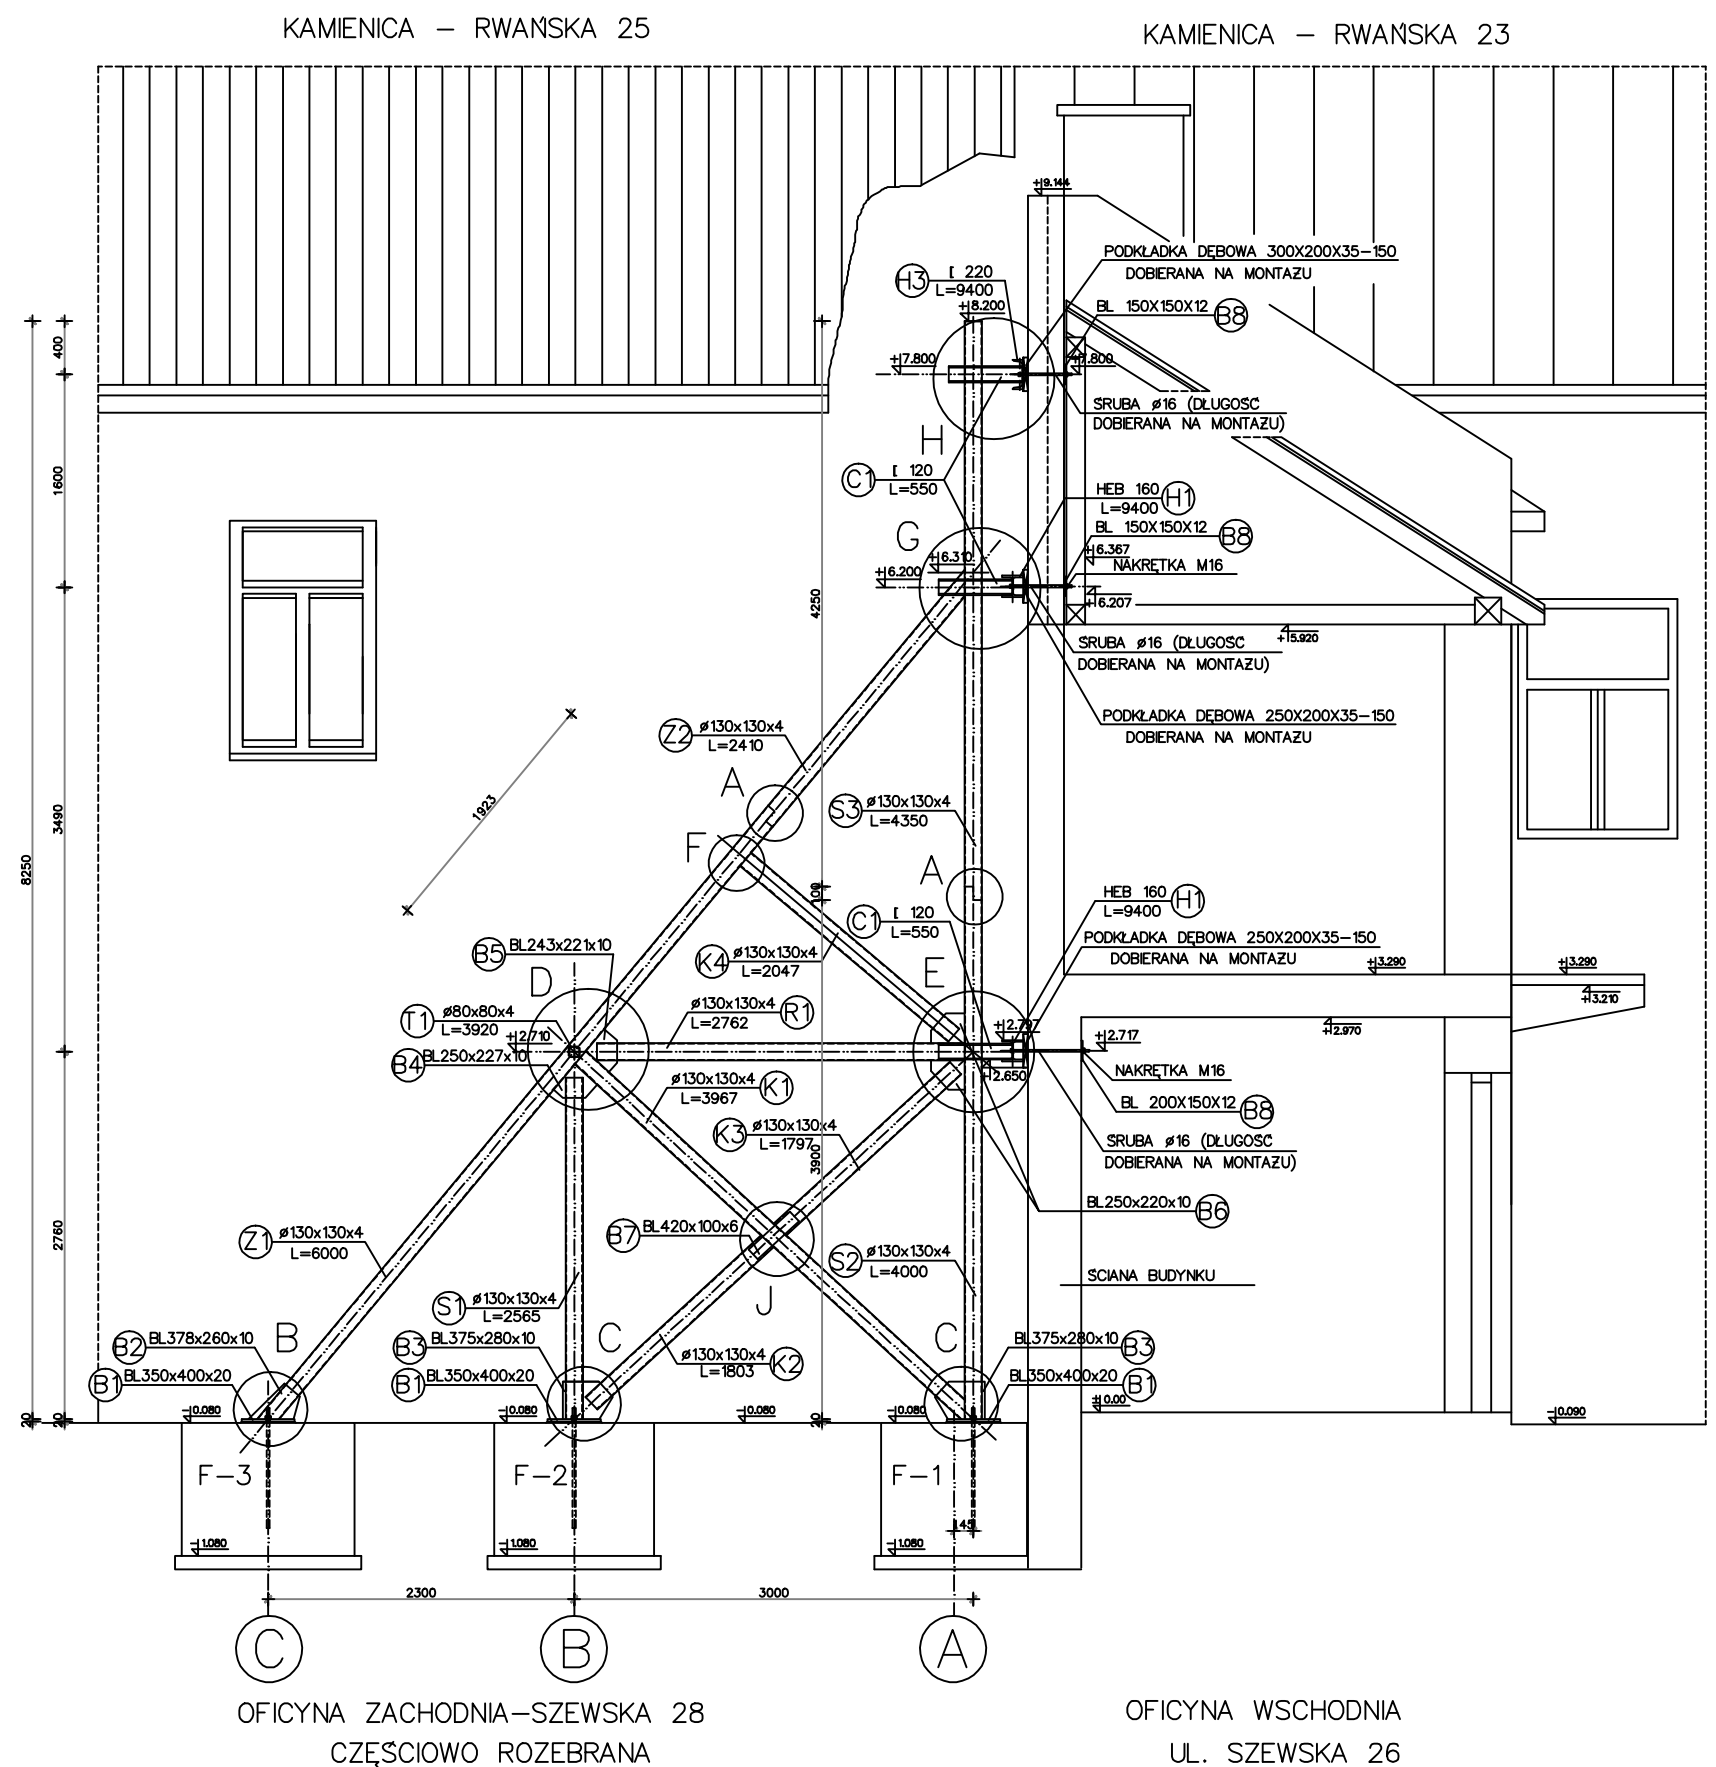 KAMIENICA - RWAŃSKA 25
KAMIENICA - RWAŃSKA 23
+9.144
PODKŁADKA DĘBOWA 300X200X35-150
DOBIERANA NA MONTAŻU
H3
[ 220
L=9400
+8.200
BL 150X150X12
B8
400
+7.800
+7.800
ŚRUBA ø16 (DŁUGOŚĆ
DOBIERANA NA MONTAŻU)
H
1600
C1
[ 120
L=550
HEB 160
L=9400
H1
BL 150X150X12
B8
G
+6.310
+6.367
+6.200
NAKRĘTKA M16
+6.207
4250
+5.920
ŚRUBA ø16 (DŁUGOŚĆ
DOBIERANA NA MONTAŻU)
PODKŁADKA DĘBOWA 250X200X35-150
DOBIERANA NA MONTAŻU
Z2
ø130x130x4
L=2410
A
1923
3490
8250
S3
ø130x130x4
L=4350
F
A
100
HEB 160
L=9400
H1
C1
[ 120
L=550
PODKŁADKA DĘBOWA 250X200X35-150
DOBIERANA NA MONTAŻU
B5
BL243x221x10
K4
ø130x130x4
L=2047
+3.290
+3.290
+3.210
D
E
T1
ø80x80x4
L=3920
ø130x130x4
L=2762
R1
+2.797
+2.970
+2.710
+2.717
B4
BL250x227x10
+2.650
NAKRĘTKA M16
ø130x130x4
L=3967
K1
BL 200X150X12
B8
K3
ø130x130x4
L=1797
3900
ŚRUBA ø16 (DŁUGOŚĆ
DOBIERANA NA MONTAŻU)
BL250x220x10
B6
2760
Z1
ø130x130x4
L=6000
B7
BL420x100x6
S2
ø130x130x4
L=4000
ŚCIANA BUDYNKU
J
S1
ø130x130x4
L=2565
B
C
C
B2
BL378x260x10
B3
BL375x280x10
ø130x130x4
L=1803
K2
BL375x280x10
B3
B1
BL350x400x20
B1
BL350x400x20
BL350x400x20
B1
±0.00
20
20
20
-0.080
-0.080
-0.080
-0.080
-0.090
F-3
F-2
F-1
145
-1.080
-1.080
-1.080
2300
3000
C
B
A
OFICYNA ZACHODNIA-SZEWSKA 28
CZĘŚCIOWO ROZEBRANA
OFICYNA WSCHODNIA
UL. SZEWSKA 26